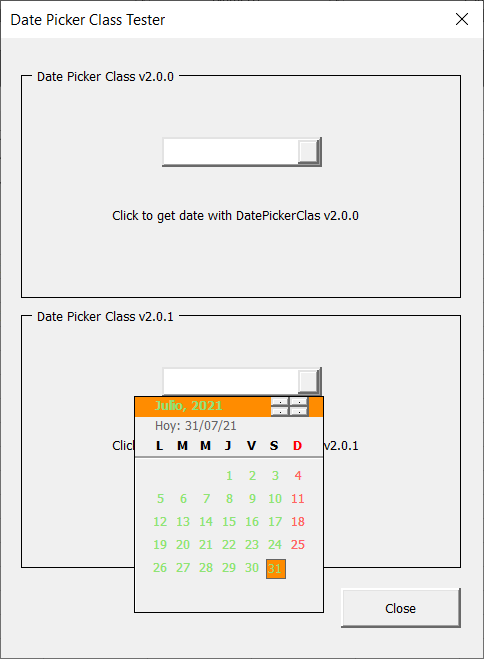 Date Picker Class Tester
Date Picker Class v2.0.0
Click to get date with DatePickerClas v2.0.0
Date Picker Class v2.0.1
Julio, 2021
Hoy: 31/07/21
Clic
v2.0.1
L M M J V S D
1 2 3 4
5 6 7 8 9 10 11
12 13 14 15 16 17 18
19 20 21 22 23 24 25
26 27 28 29 30 31
Close